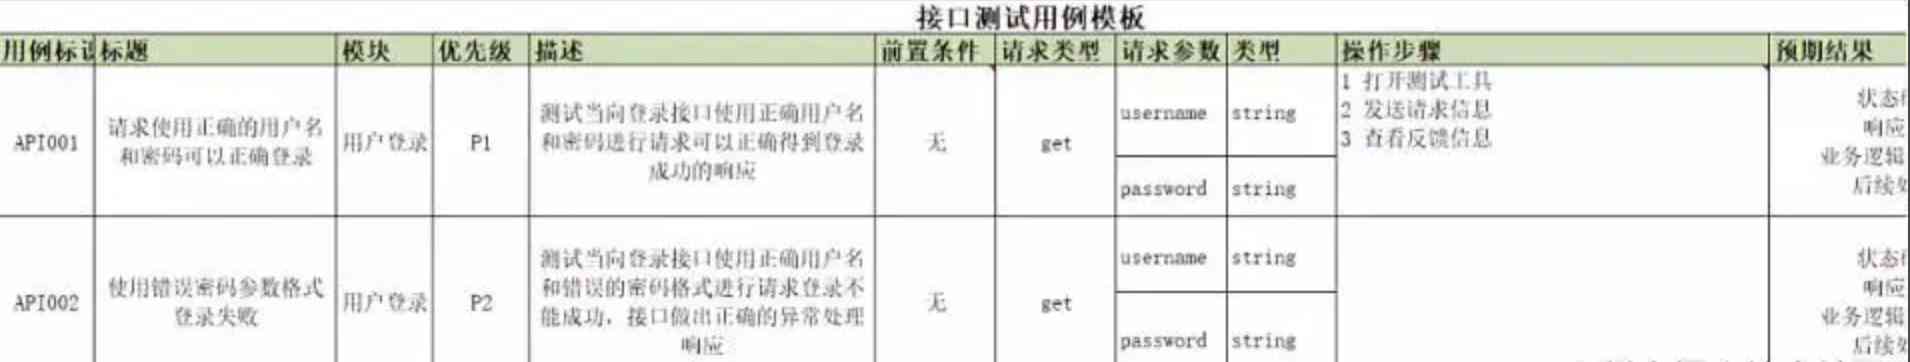 接口测试用例模板
用例标识 标题 模块 优先级 描述 前置条件 请求类型 请求参数 类型 操作步骤 预期结果
API001
请求使用正确的用户名
和密码可以正确登录
用户登录
P1
测试当向登录接口使用正确用户名
和密码进行请求可以正确得到登录
成功的响应
无
get
username string
password string
1 打开测试工具
2 发送请求信息
3 查看反馈信息
状态
响应
业务逻辑
后续
API002
使用错误密码参数格式
登录失败
用户登录
P2
测试当向登录接口使用正确用户名
和错误的密码格式进行请求登录不
能成功，接口做出正确的异常处理
响应
无
get
username string
password string
状态
响应
业务逻辑
后续